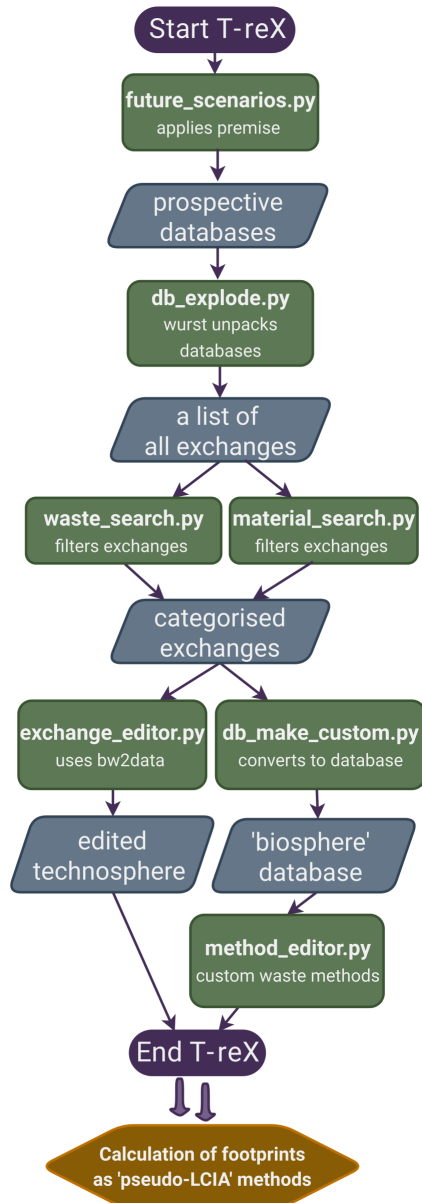 Start T-reX
future_scenarios.py
applies premise
prospective
databases
db_explode.py
wurst unpacks
databases
a list of
all exchanges
waste_search.py
filters exchanges
material_search.py
filters exchanges
categorised
exchanges
exchange_editor.py
uses bw2data
db_make_custom.py
converts to database
edited
technosphere
'biosphere'
database
method_editor.py
custom waste methods
End T-reX
Calculation of footprints
as 'pseudo-LCIA' methods